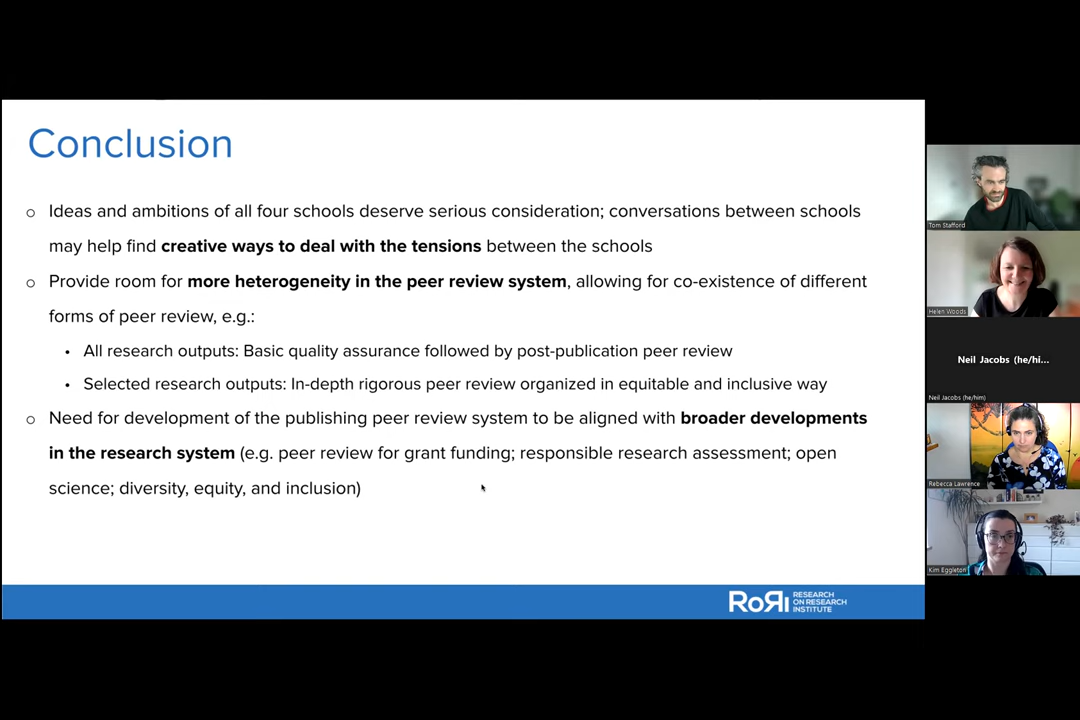 Conclusion
○ Ideas and ambitions of all four schools deserve serious consideration; conversations between schools
may help find creative ways to deal with the tensions between the schools
○ Provide room for more heterogeneity in the peer review system, allowing for co-existence of different
forms of peer review, e.g.:
• All research outputs: Basic quality assurance followed by post-publication peer review
• Selected research outputs: In-depth rigorous peer review organized in equitable and inclusive way
○ Need for development of the publishing peer review system to be aligned with broader developments
in the research system (e.g. peer review for grant funding; responsible research assessment; open
science; diversity, equity, and inclusion)
RoRI
RESEARCH
ON RESEARCH
INSTITUTE
Tom Stafford
Helen Woods
Neil Jacobs (he/hi...
Neil Jacobs (he/him)
Rebecca Lawrence
Kim Eggleton